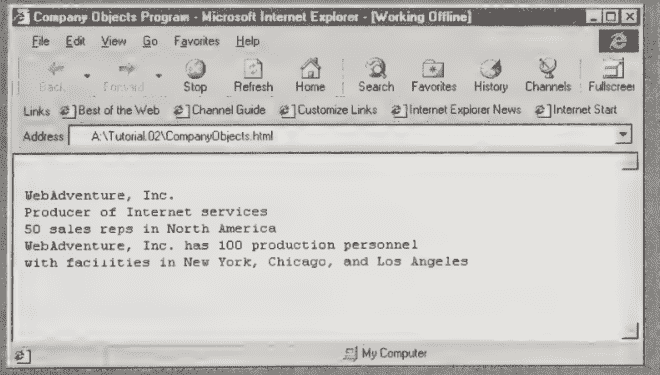 Company Objects Program - Microsoft Internet Explorer - [Working Offline]
File Edit View Go Favorites Help
Back Forward Stop Refresh Home Search Favorites History Channels Fullscreen
Links Best of the Web Channel Guide Customize Links Internet Explorer News Internet Start
Address A:\Tutorial.02\CompanyObjects.html
WebAdventure, Inc.
Producer of Internet services
50 sales reps in North America
WebAdventure, Inc. has 100 production personnel
with facilities in New York, Chicago, and Los Angeles
My Computer